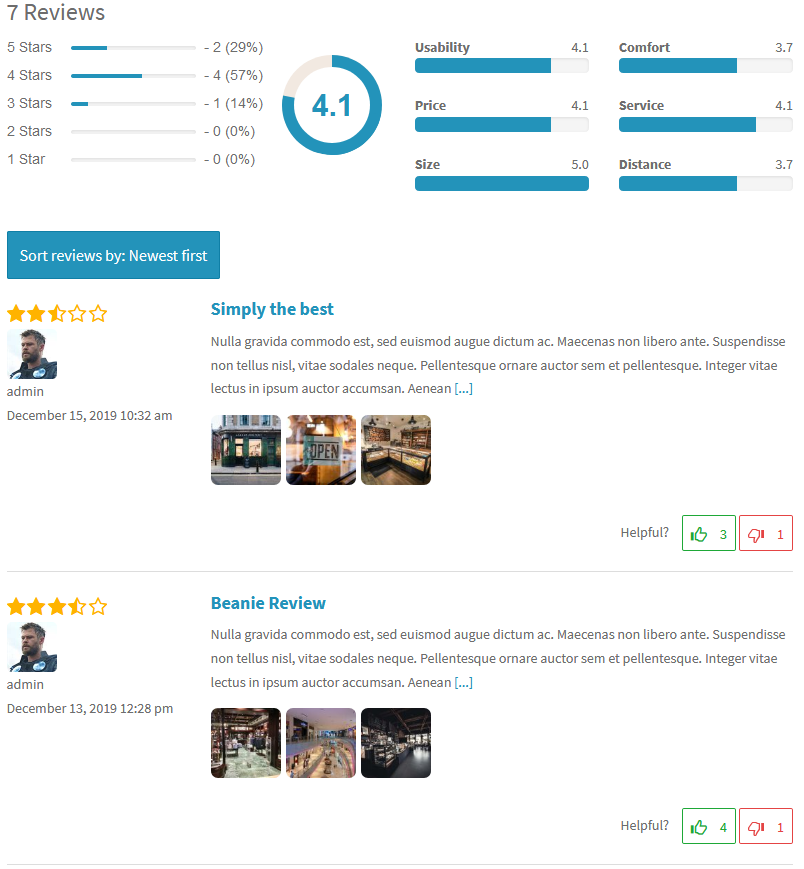 7 Reviews
5 Stars - 2 (29%)
4 Stars - 4 (57%)
3 Stars - 1 (14%)
2 Stars - 0 (0%)
1 Star - 0 (0%)
4.1
Usability 4.1
Comfort 3.7
Price 4.1
Service 4.1
Size 5.0
Distance 3.7
Sort reviews by: Newest first
Simply the best
Nulla gravida commodo est, sed euismod augue dictum ac. Maecenas non libero ante. Suspendisse
non tellus nisl, vitae sodales neque. Pellentesque ornare auctor sem et pellentesque. Integer vitae
lectus in ipsum auctor accumsan. Aenean [...]
admin
December 15, 2019 10:32 am
OPEN
Helpful? 3 1
Beanie Review
Nulla gravida commodo est, sed euismod augue dictum ac. Maecenas non libero ante. Suspendisse
non tellus nisl, vitae sodales neque. Pellentesque ornare auctor sem et pellentesque. Integer vitae
lectus in ipsum auctor accumsan. Aenean [...]
admin
December 13, 2019 12:28 pm
Helpful? 4 1